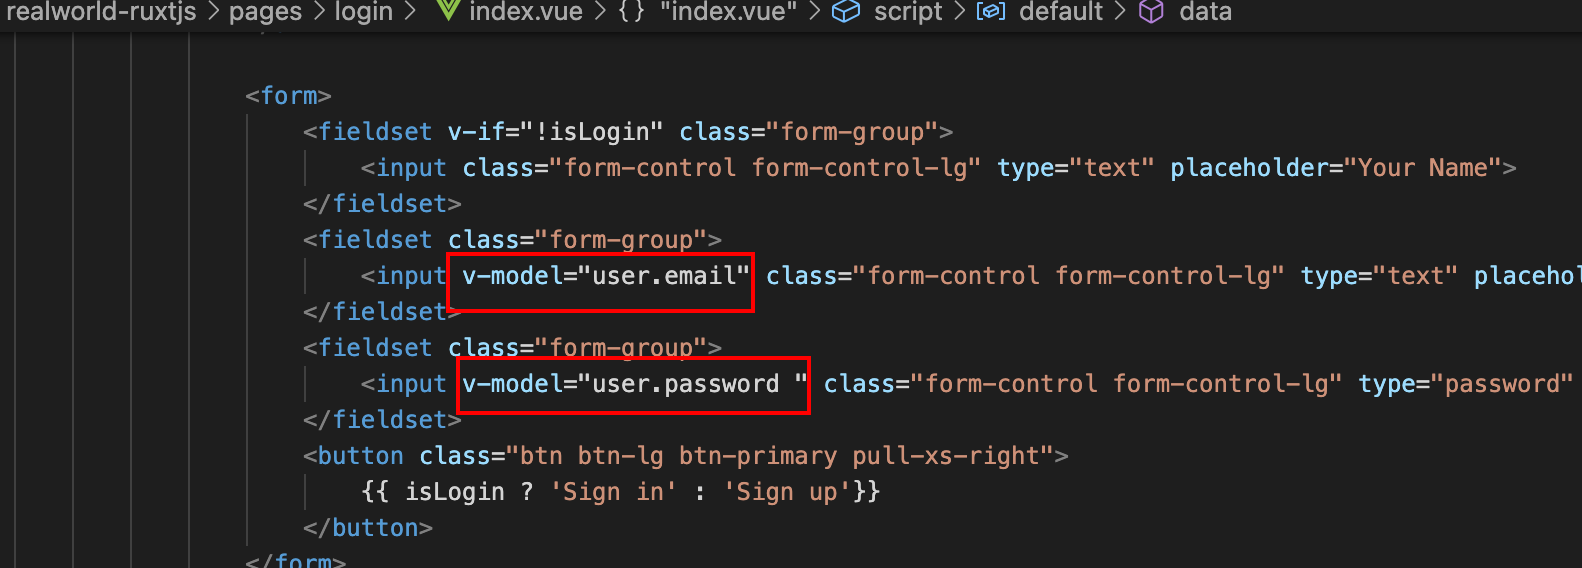 realworld-ruxtjs > pages > login > index.vue > {} "index.vue" > script > default > data
<form>
<fieldset v-if="!isLogin" class="form-group">
<input class="form-control form-control-lg" type="text" placeholder="Your Name">
</fieldset>
<fieldset class="form-group">
<input v-model="user.email" class="form-control form-control-lg" type="text" placehol
</fieldset>
<fieldset class="form-group">
<input v-model="user.password " class="form-control form-control-lg" type="password"
</fieldset>
<button class="btn btn-lg btn-primary pull-xs-right">
{{ isLogin ? 'Sign in' : 'Sign up'}}
</button>
</form>